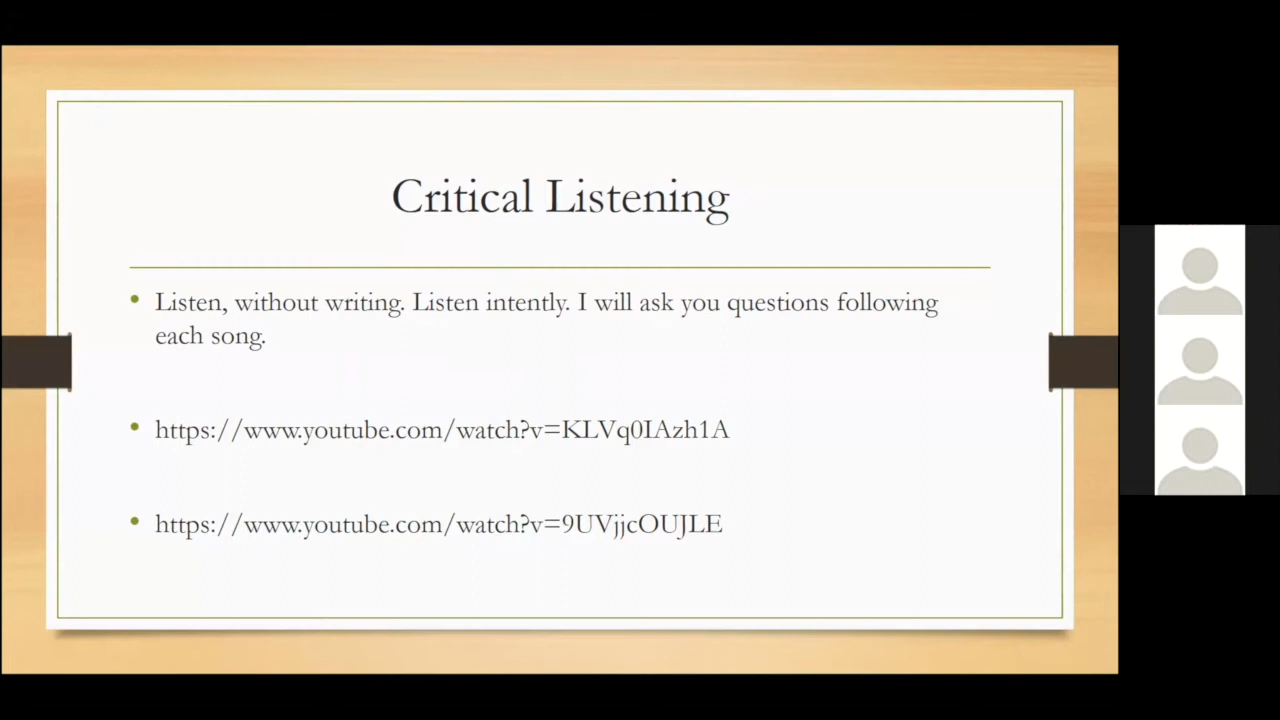 Critical Listening
• Listen, without writing. Listen intently. I will ask you questions following
each song.
• https://www.youtube.com/watch?v=KLVq0IAzh1A
• https://www.youtube.com/watch?v=9UVjjcOUJLE